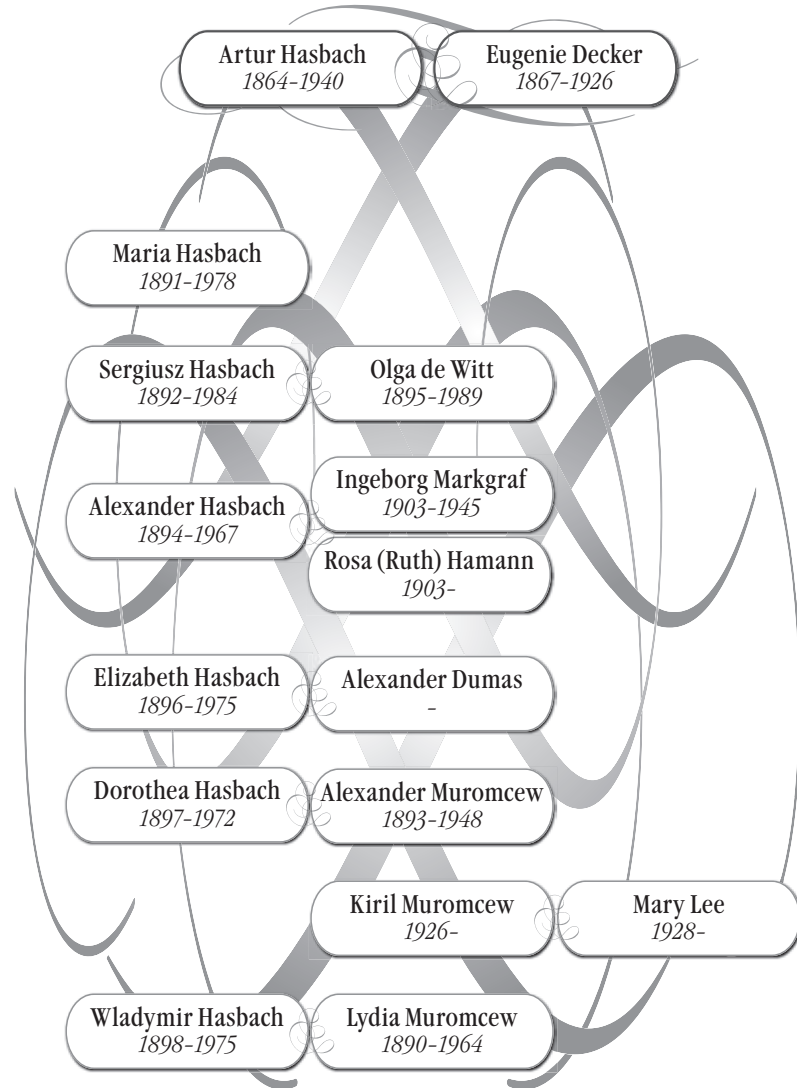 Artur Hasbach
1864-1940
Eugenie Decker
1867-1926
Maria Hasbach
1891-1978
Sergiusz Hasbach
1892-1984
Olga de Witt
1895-1989
Alexander Hasbach
1894-1967
Ingeborg Markgraf
1903-1945
Rosa (Ruth) Hamann
1903-
Elizabeth Hasbach
1896-1975
Alexander Dumas
-
Dorothea Hasbach
1897-1972
Alexander Muromcew
1893-1948
Kiril Muromcew
1926-
Mary Lee
1928-
Wladymir Hasbach
1898-1975
Lydia Muromcew
1890-1964